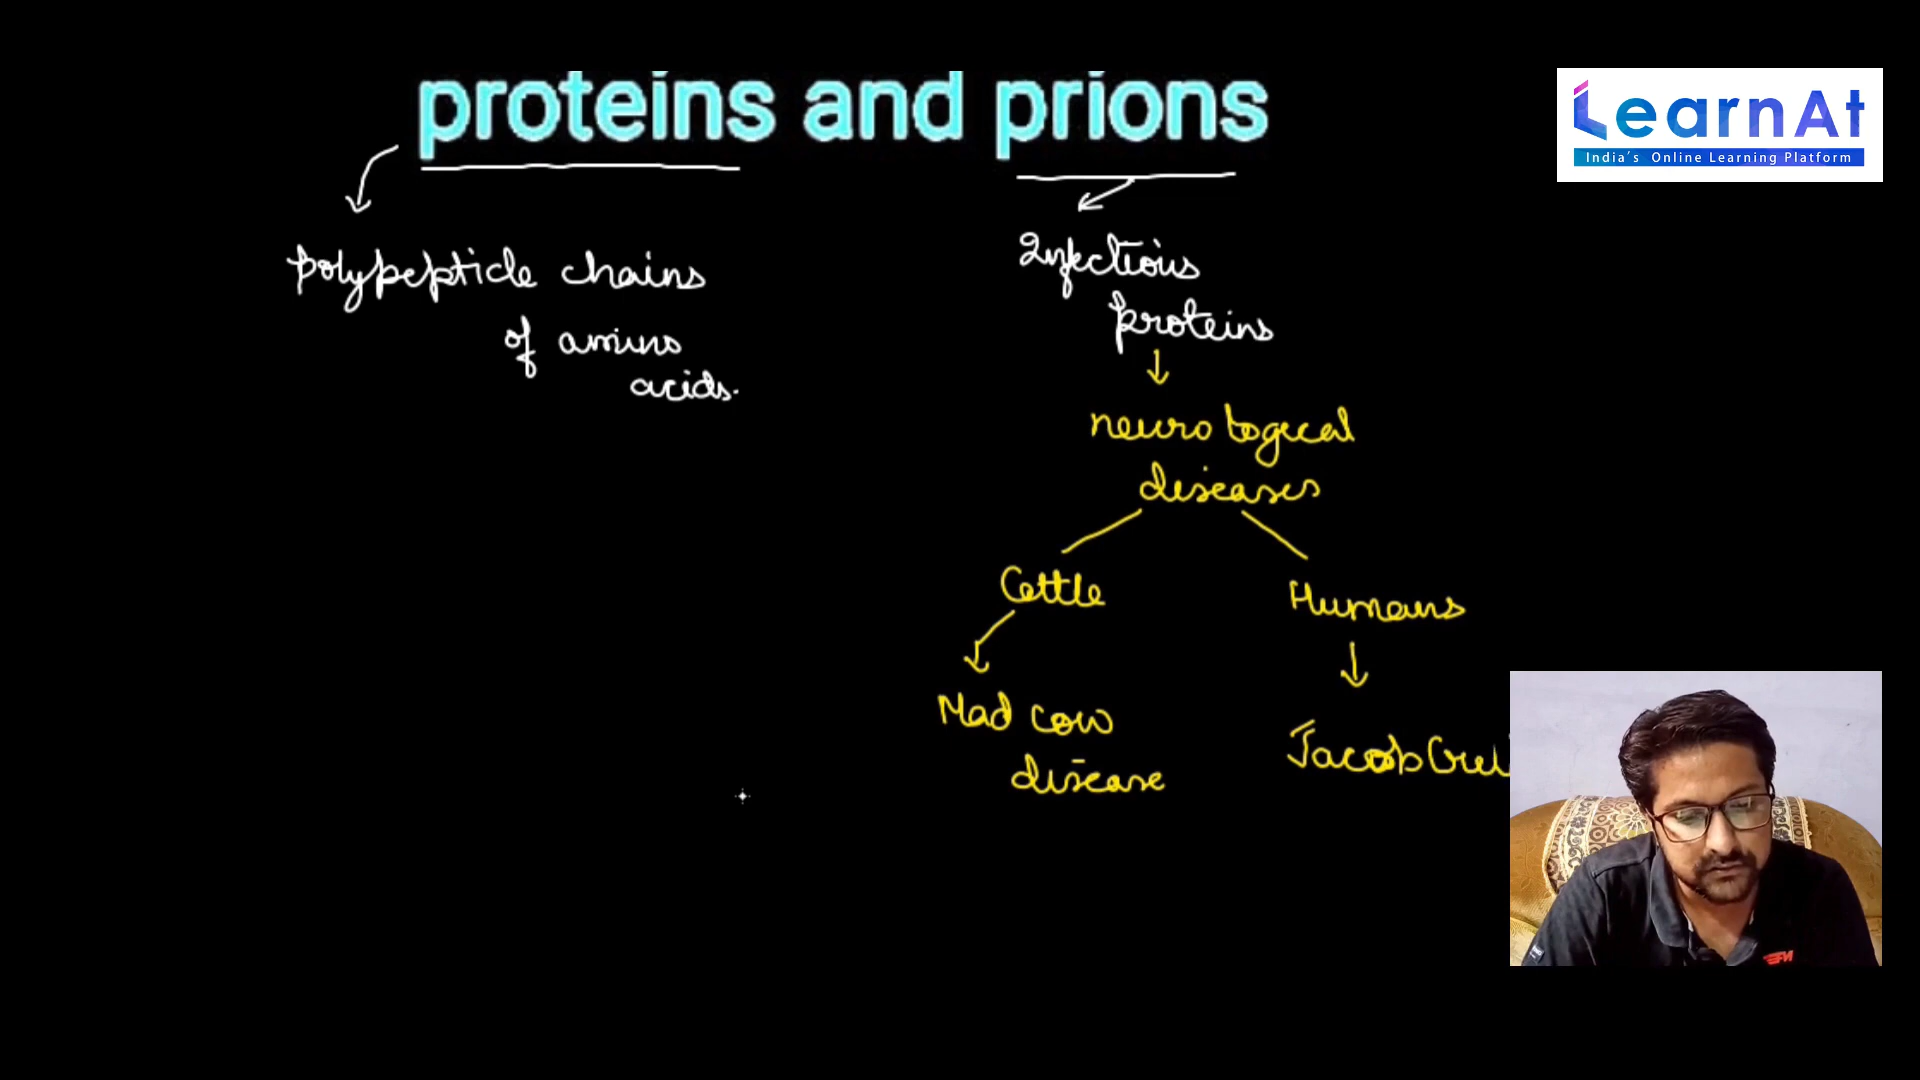 proteins and prions
LearnAt
India's Online Learning Platform
polypeptide chains
of amino
acids.
Infectious
proteins
neurological
diseases
Cattle
Humans
Mad cow
disease
Jacob